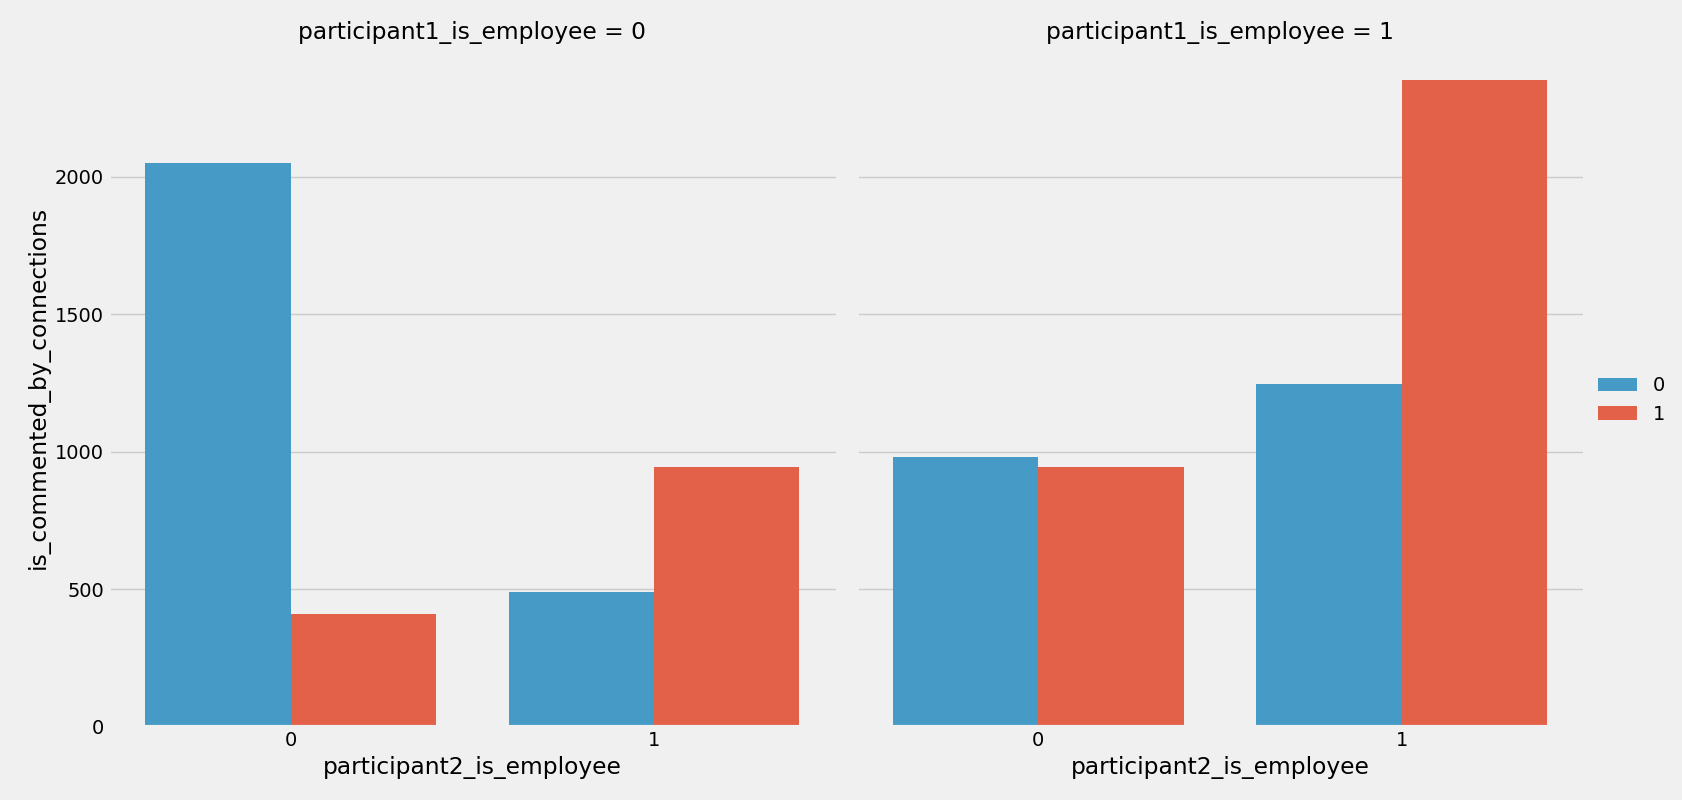 participant1_is_employee = 0
participant1_is_employee = 1
is_commented_by_connections
2000
1500
1000
500
0
0
1
0
1
participant2_is_employee
participant2_is_employee
0
1